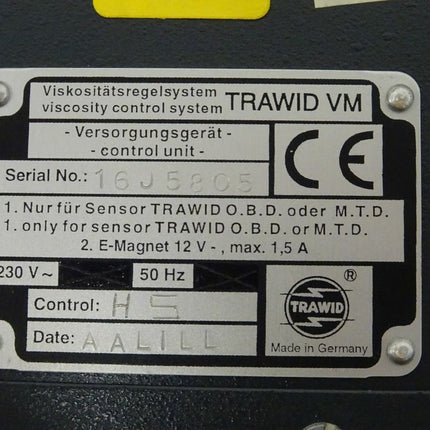 Viskositätsregelsystem
viscosity control system TRAWID VM
- Versorgungsgerät -
- control unit -
CE
Serial No.: 16J5805
1. Nur für Sensor TRAWID O.B.D. oder M.T.D.
1. only for sensor TRAWID O.B.D. or M.T.D.
2. E-Magnet 12 V - , max. 1,5 A
230 V ~ 50 Hz
Control: HS
Date: AALILL
®
TRAWID
Made in Germany